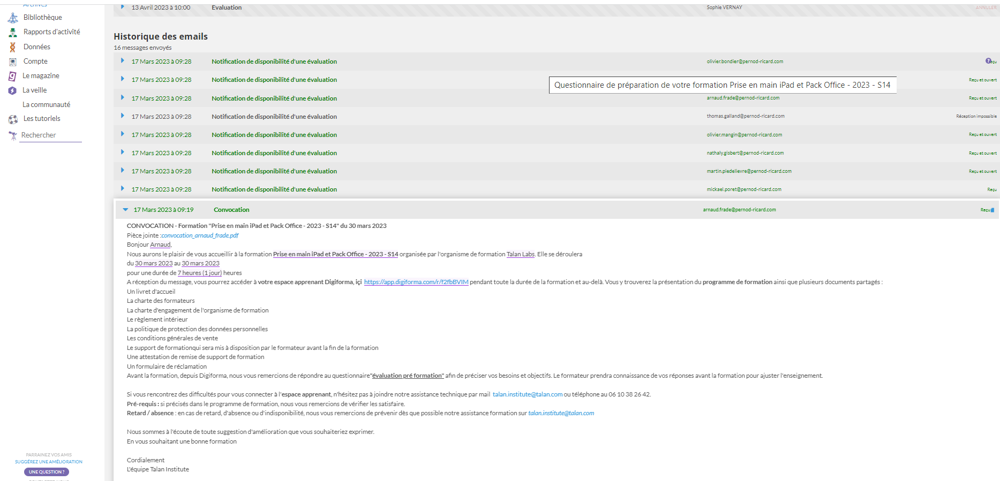 Archives
Bibliothèque
Rapports d'activité
Données
Compte
Le magazine
La veille
La communauté
Les tutoriels
Rechercher
PARRAINEZ VOS AMIS
SUGGÉREZ UNE AMÉLIORATION
UNE QUESTION ?
13 Avril 2023 à 10:00 Evaluation Sophie VERNAY ANNULER
Historique des emails
16 messages envoyés
17 Mars 2023 à 09:28 Notification de disponibilité d'une évaluation olivier.bondier@pernod-ricard.com
17 Mars 2023 à 09:28 Notification de disponibilité d'une évaluation Reçu et ouvert
Questionnaire de préparation de votre formation Prise en main iPad et Pack Office - 2023 - S14
17 Mars 2023 à 09:28 Notification de disponibilité d'une évaluation arnaud.frade@pernod-ricard.com Reçu et ouvert
17 Mars 2023 à 09:28 Notification de disponibilité d'une évaluation thomas.galland@pernod-ricard.com Réception impossible
17 Mars 2023 à 09:28 Notification de disponibilité d'une évaluation olivier.mangin@pernod-ricard.com Reçu et ouvert
17 Mars 2023 à 09:28 Notification de disponibilité d'une évaluation nathaly.gisbert@pernod-ricard.com Reçu et ouvert
17 Mars 2023 à 09:28 Notification de disponibilité d'une évaluation martin.piedelievre@pernod-ricard.com Reçu et ouvert
17 Mars 2023 à 09:28 Notification de disponibilité d'une évaluation mickael.poret@pernod-ricard.com Reçu
17 Mars 2023 à 09:19 Convocation arnaud.frade@pernod-ricard.com Reçu
CONVOCATION - Formation "Prise en main iPad et Pack Office - 2023 - S14" du 30 mars 2023
Pièce jointe :convocation_arnaud_frade.pdf
Bonjour Arnaud,
Nous aurons le plaisir de vous accueillir à la formation Prise en main iPad et Pack Office - 2023 - S14 organisée par l'organisme de formation Talan Labs. Elle se déroulera
du 30 mars 2023 au 30 mars 2023
pour une durée de 7 heures (1 jour) heures
A réception du message, vous pourrez accéder à votre espace apprenant Digiforma, içi https://app.digiforma.com/r/f2fbBVIM pendant toute la durée de la formation et au-delà. Vous y trouverez la présentation du programme de formation ainsi que plusieurs documents partagés :
Un livret d'accueil
La charte des formateurs
La charte d'engagement de l'organisme de formation
Le règlement intérieur
La politique de protection des données personnelles
Les conditions générales de vente
Le support de formationqui sera mis à disposition par le formateur avant la fin de la formation
Une attestation de remise de support de formation
Un formulaire de réclamation
Avant la formation, depuis Digiforma, nous vous remercions de répondre au questionnaire"évaluation pré formation" afin de préciser vos besoins et objectifs. Le formateur prendra connaissance de vos réponses avant la formation pour ajuster l'enseignement.
Si vous rencontrez des difficultés pour vous connecter à l'espace apprenant, n'hésitez pas à joindre notre assistance technique par mail talan.institute@talan.com ou téléphone au 06 10 38 26 42.
Pré-requis : si précisés dans le programme de formation, nous vous remercions de vérifier les satisfaire.
Retard / absence : en cas de retard, d'absence ou d'indisponibilité, nous vous remercions de prévenir dès que possible notre assistance formation sur talan.institute@talan.com
Nous sommes à l'écoute de toute suggestion d'amélioration que vous souhaiteriez exprimer.
En vous souhaitant une bonne formation
Cordialement
L'équipe Talan Institute